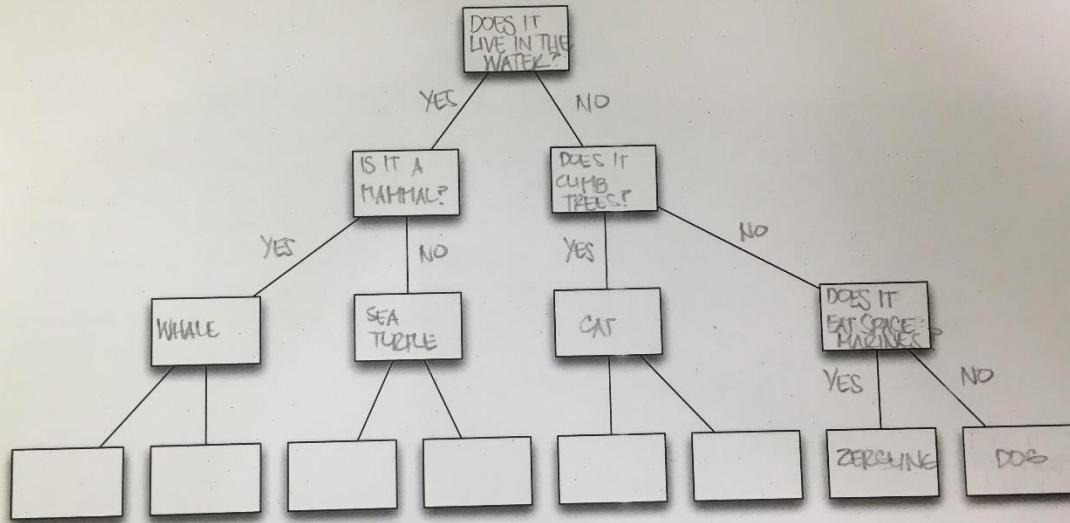 DOES IT
LIVE IN THE
WATER?
YES
NO
IS IT A
MAMMAL?
DOES IT
CLIMB
TREES?
YES
NO
YES
NO
WHALE
SEA
TURTLE
CAT
DOES IT
EAT SPACE
MARINES?
YES
NO
ZERGLING
DOG